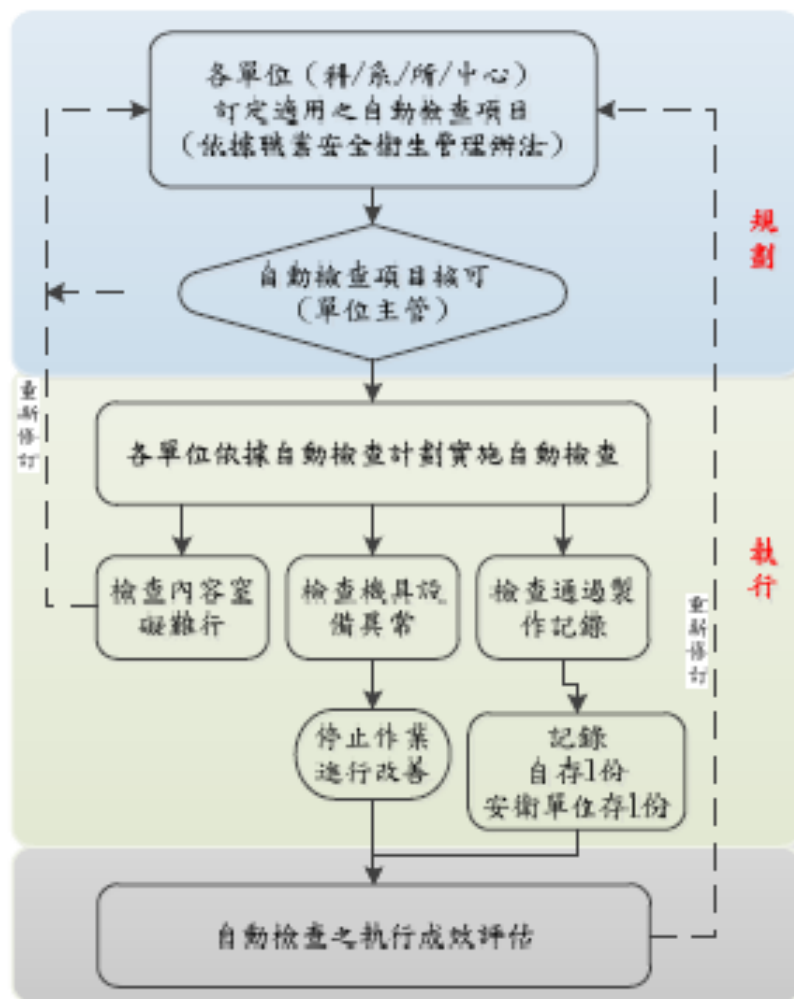 各單位（科/系/所/中心）
訂定適用之自動檢查項目
（依據職業安全衛生管理辦法）
規劃
自動檢查項目核可
（單位主管）
重新修訂
各單位依據自動檢查計劃實施自動檢查
執行
檢查內容窒
礙難行
檢查機具設
備異常
檢查通過製
作記錄
重新修訂
停止作業
進行改善
記錄
自存1份
安衛單位存1份
自動檢查之執行成效評估